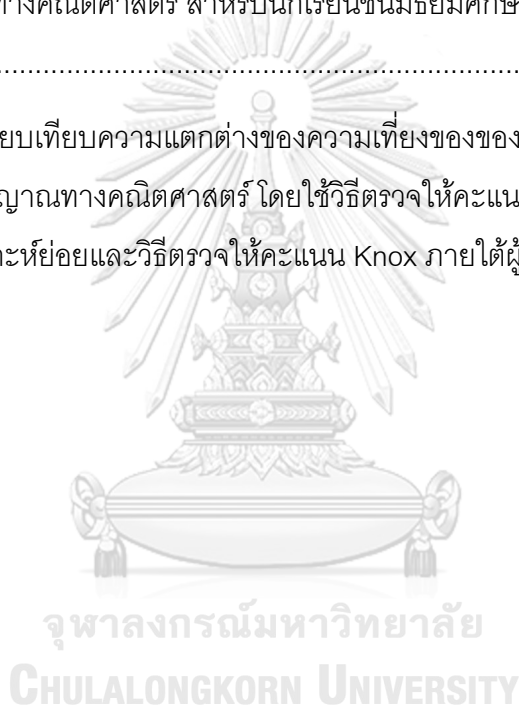 ทางคณิตศาสตร์ สำหรับนักเรียนชั้นมัธยมศึกษ
........................................................................................
ยบเทียบความแตกต่างของความเที่ยงของของ
ญาณทางคณิตศาสตร์ โดยใช้วิธีตรวจให้คะแน
าะห์ย่อยและวิธีตรวจให้คะแนน Knox ภายใต้ผู้
จุฬาลงกรณ์มหาวิทยาลัย
CHULALONGKORN UNIVERSITY